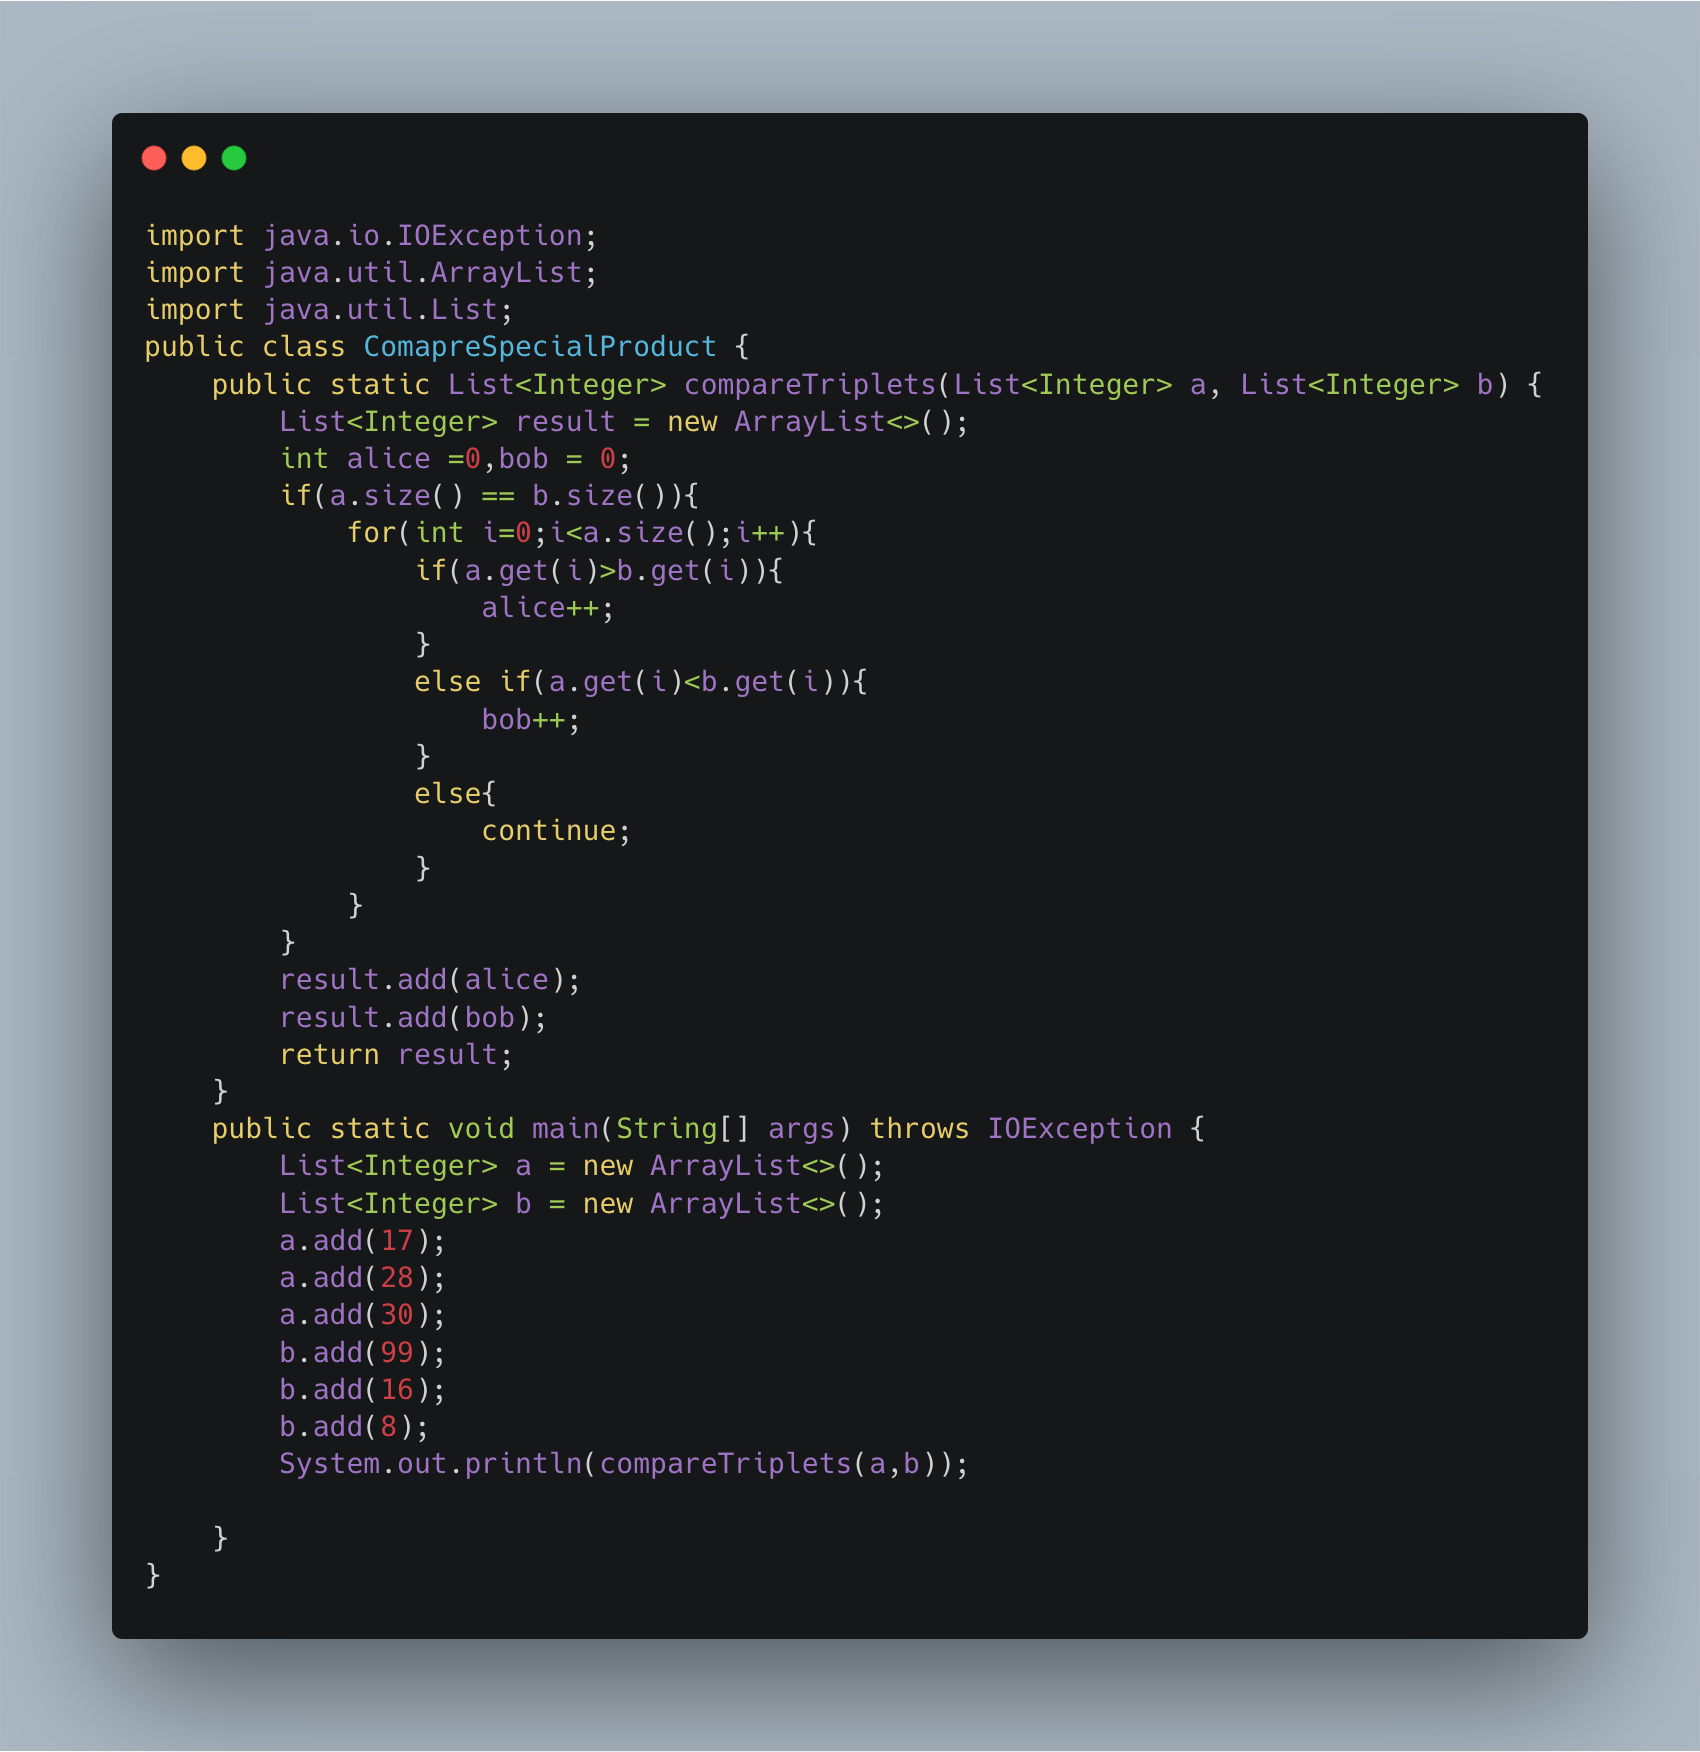 import java.io.IOException;
import java.util.ArrayList;
import java.util.List;
public class ComapreSpecialProduct {
    public static List<Integer> compareTriplets(List<Integer> a, List<Integer> b) {
        List<Integer> result = new ArrayList<>();
        int alice =0,bob = 0;
        if(a.size() == b.size()){
            for(int i=0;i<a.size();i++){
                if(a.get(i)>b.get(i)){
                    alice++;
                }
                else if(a.get(i)<b.get(i)){
                    bob++;
                }
                else{
                    continue;
                }
            }
        }
        result.add(alice);
        result.add(bob);
        return result;
    }
    public static void main(String[] args) throws IOException {
        List<Integer> a = new ArrayList<>();
        List<Integer> b = new ArrayList<>();
        a.add(17);
        a.add(28);
        a.add(30);
        b.add(99);
        b.add(16);
        b.add(8);
        System.out.println(compareTriplets(a,b));

    }
}